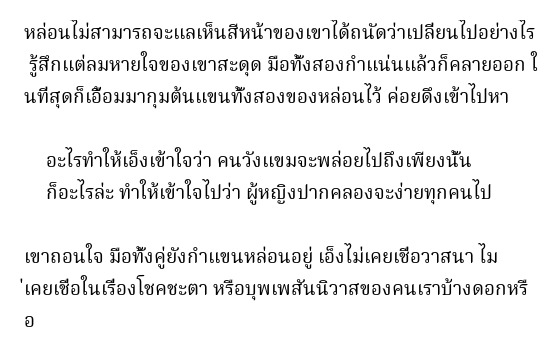 หล่อนไม่สามารถจะแลเห็นสีหน้าของเขาได้ถนัดว่าเปลี่ยนไปอย่างไร
รู้สึกแต่ลมหายใจของเขาสะดุด มือทั้งสองกำแน่นแล้วก็คลายออก ใ
นที่สุดก็เอื้อมมากุมต้นแขนทั้งสองของหล่อนไว้ ค่อยดึงเข้าไปหา
อะไรทำให้เอ็งเข้าใจว่า คนวังแขมจะพล่อยไปถึงเพียงนั้น
ก็อะไรล่ะ ทำให้เข้าใจไปว่า ผู้หญิงปากคลองจะง่ายทุกคนไป
เขาถอนใจ มือทั้งคู่ยังกำแขนหล่อนอยู่ เอ็งไม่เคยเชื่อวาสนา ไม
่เคยเชื่อในเรื่องโชคชะตา หรือบุพเพสันนิวาสของคนเราบ้างดอกหรื
อ